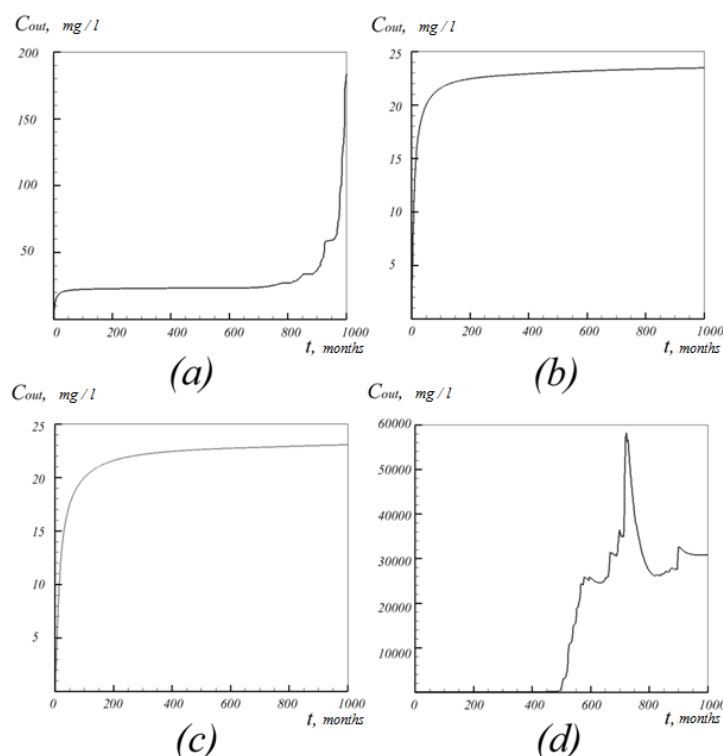 Cout, mg / l
200
150
100
50
0 200 400 600 800 1000
t, months
(a)
Cout, mg / l
25
20
15
10
5
0 200 400 600 800 1000
t, months
(b)
Cout, mg / l
25
20
15
10
5
0 200 400 600 800 1000
t, months
(c)
Cout, mg / l
60000
50000
40000
30000
20000
10000
0 200 400 600 800 1000
t, months
(d)